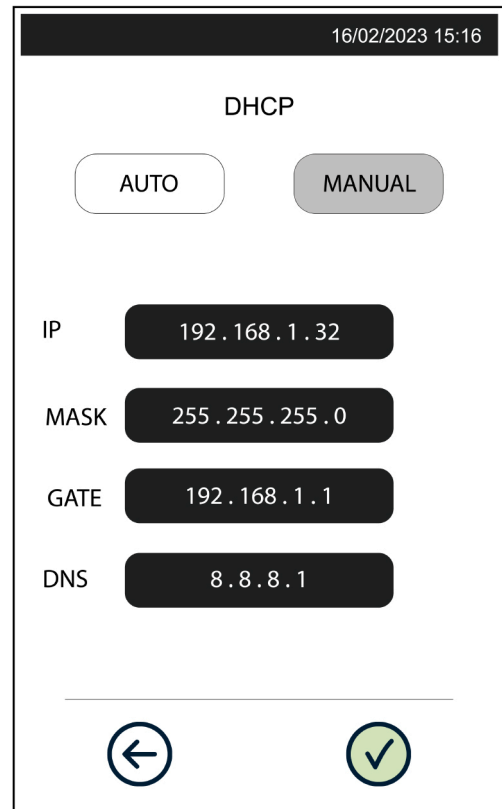 16/02/2023 15:16
DHCP
AUTO MANUAL
IP 192.168.1.32
MASK 255.255.255.0
GATE 192.168.1.1
DNS 8.8.8.1